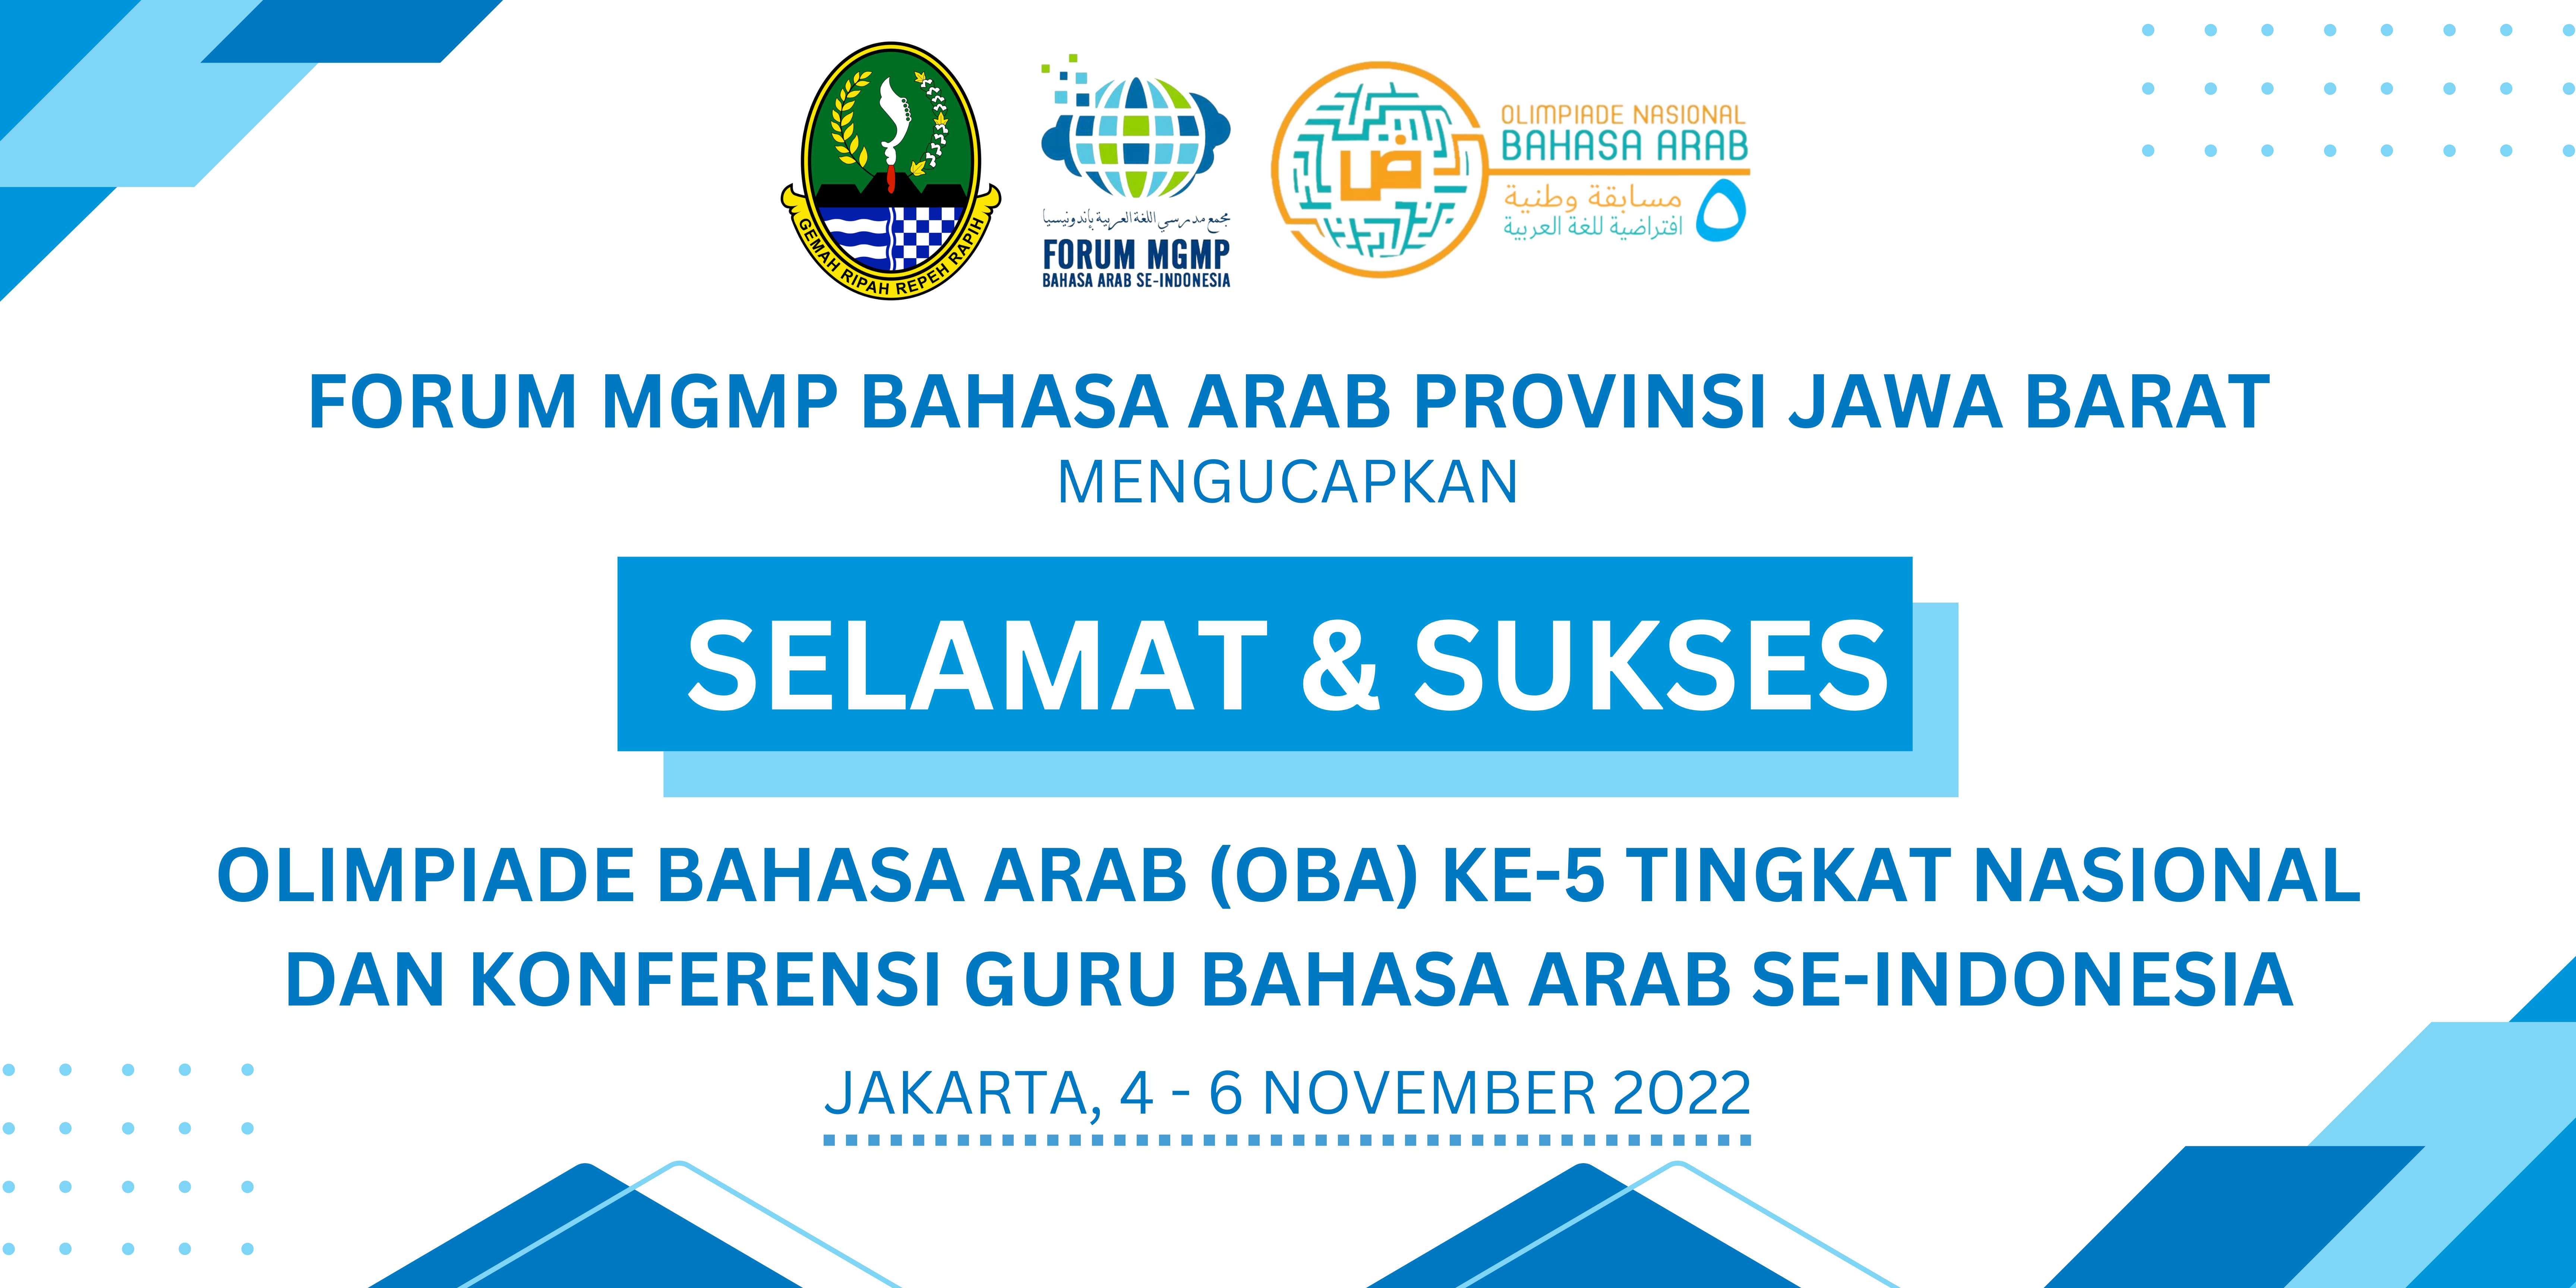 GEMAH RIPAH REPEH RAPIH
مجمع مدرسي اللغة العربية بإندونيسيا
FORUM MGMP
BAHASA ARAB SE-INDONESIA
ض
OLIMPIADE NASIONAL
BAHASA ARAB
مسابقة وطنية
افتراضية للغة العربية
٥
FORUM MGMP BAHASA ARAB PROVINSI JAWA BARAT
MENGUCAPKAN
SELAMAT & SUKSES
OLIMPIADE BAHASA ARAB (OBA) KE-5 TINGKAT NASIONAL
DAN KONFERENSI GURU BAHASA ARAB SE-INDONESIA
JAKARTA, 4 - 6 NOVEMBER 2022